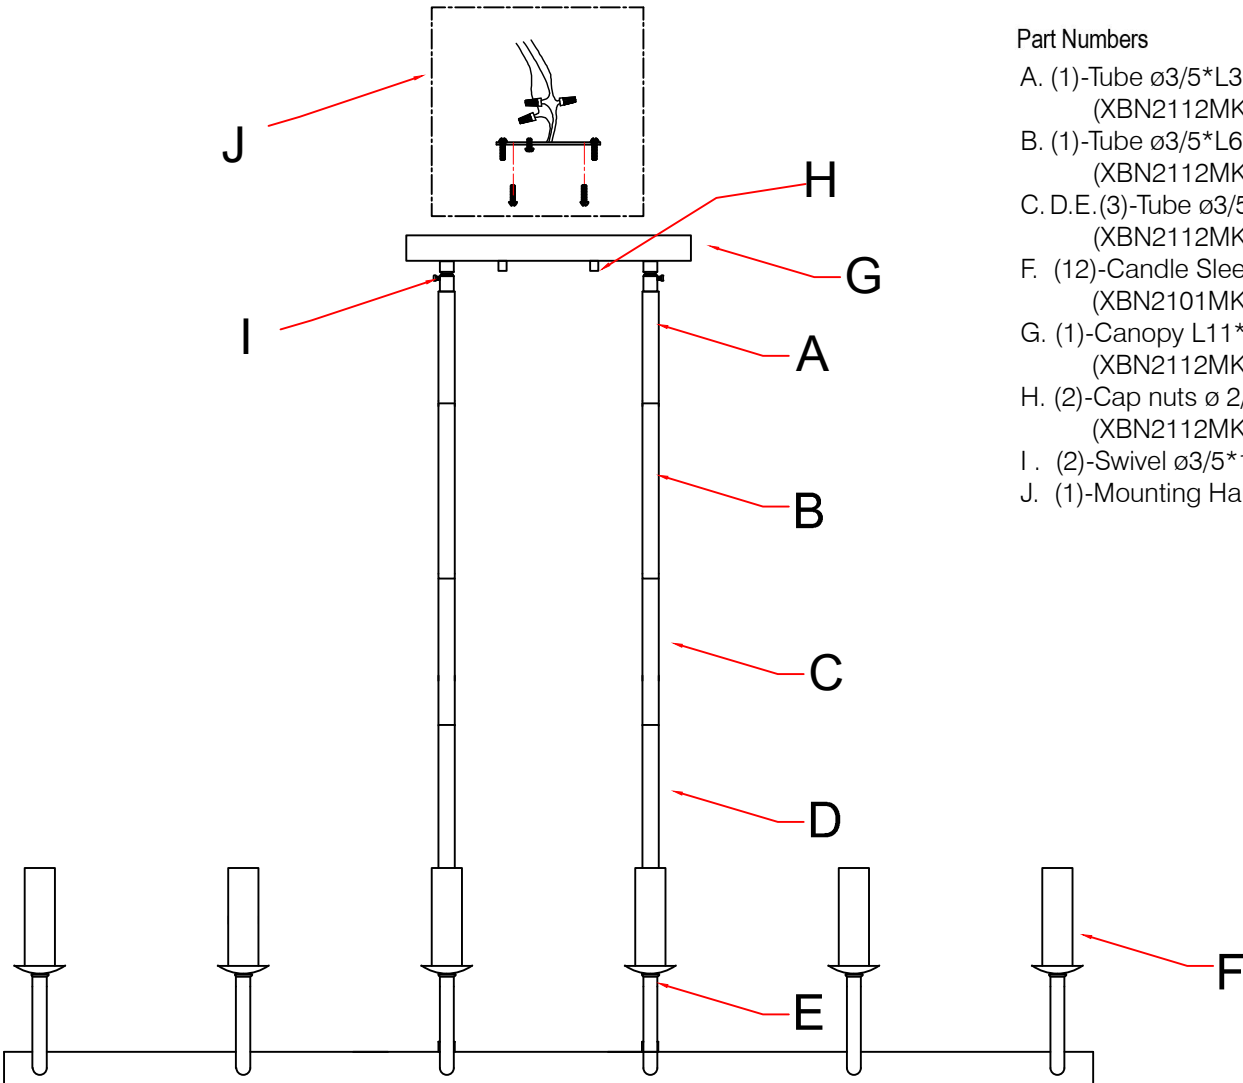 Part Numbers
A. (1)-Tube ø3/5*L3
(XBN2112MK
B. (1)-Tube ø3/5*L6
(XBN2112MK
C. D.E.(3)-Tube ø3/5
(XBN2112MK
F. (12)-Candle Slee
(XBN2101MK
G. (1)-Canopy L11*
(XBN2112MK
H. (2)-Cap nuts ø 2/
(XBN2112MK
I . (2)-Swivel ø3/5*
J. (1)-Mounting Ha
J
H
G
I
A
B
C
D
F
E